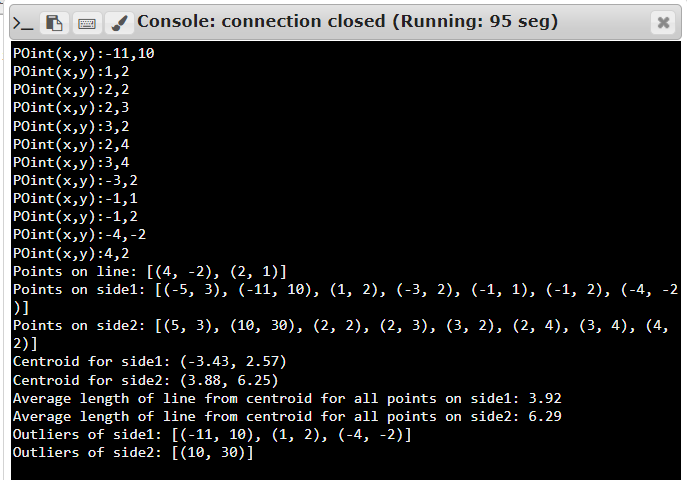 Console: connection closed (Running: 95 seg)
POint(x,y):-11,10
POint(x,y):1,2
POint(x,y):2,2
POint(x,y):2,3
POint(x,y):3,2
POint(x,y):2,4
POint(x,y):3,4
POint(x,y):-3,2
POint(x,y):-1,1
POint(x,y):-1,2
POint(x,y):-4,-2
POint(x,y):4,2
Points on line: [(4, -2), (2, 1)]
Points on side1: [(-5, 3), (-11, 10), (1, 2), (-3, 2), (-1, 1), (-1, 2), (-4, -2
)]
Points on side2: [(5, 3), (10, 30), (2, 2), (2, 3), (3, 2), (2, 4), (3, 4), (4,
2)]
Centroid for side1: (-3.43, 2.57)
Centroid for side2: (3.88, 6.25)
Average length of line from centroid for all points on side1: 3.92
Average length of line from centroid for all points on side2: 6.29
Outliers of side1: [(-11, 10), (1, 2), (-4, -2)]
Outliers of side2: [(10, 30)]